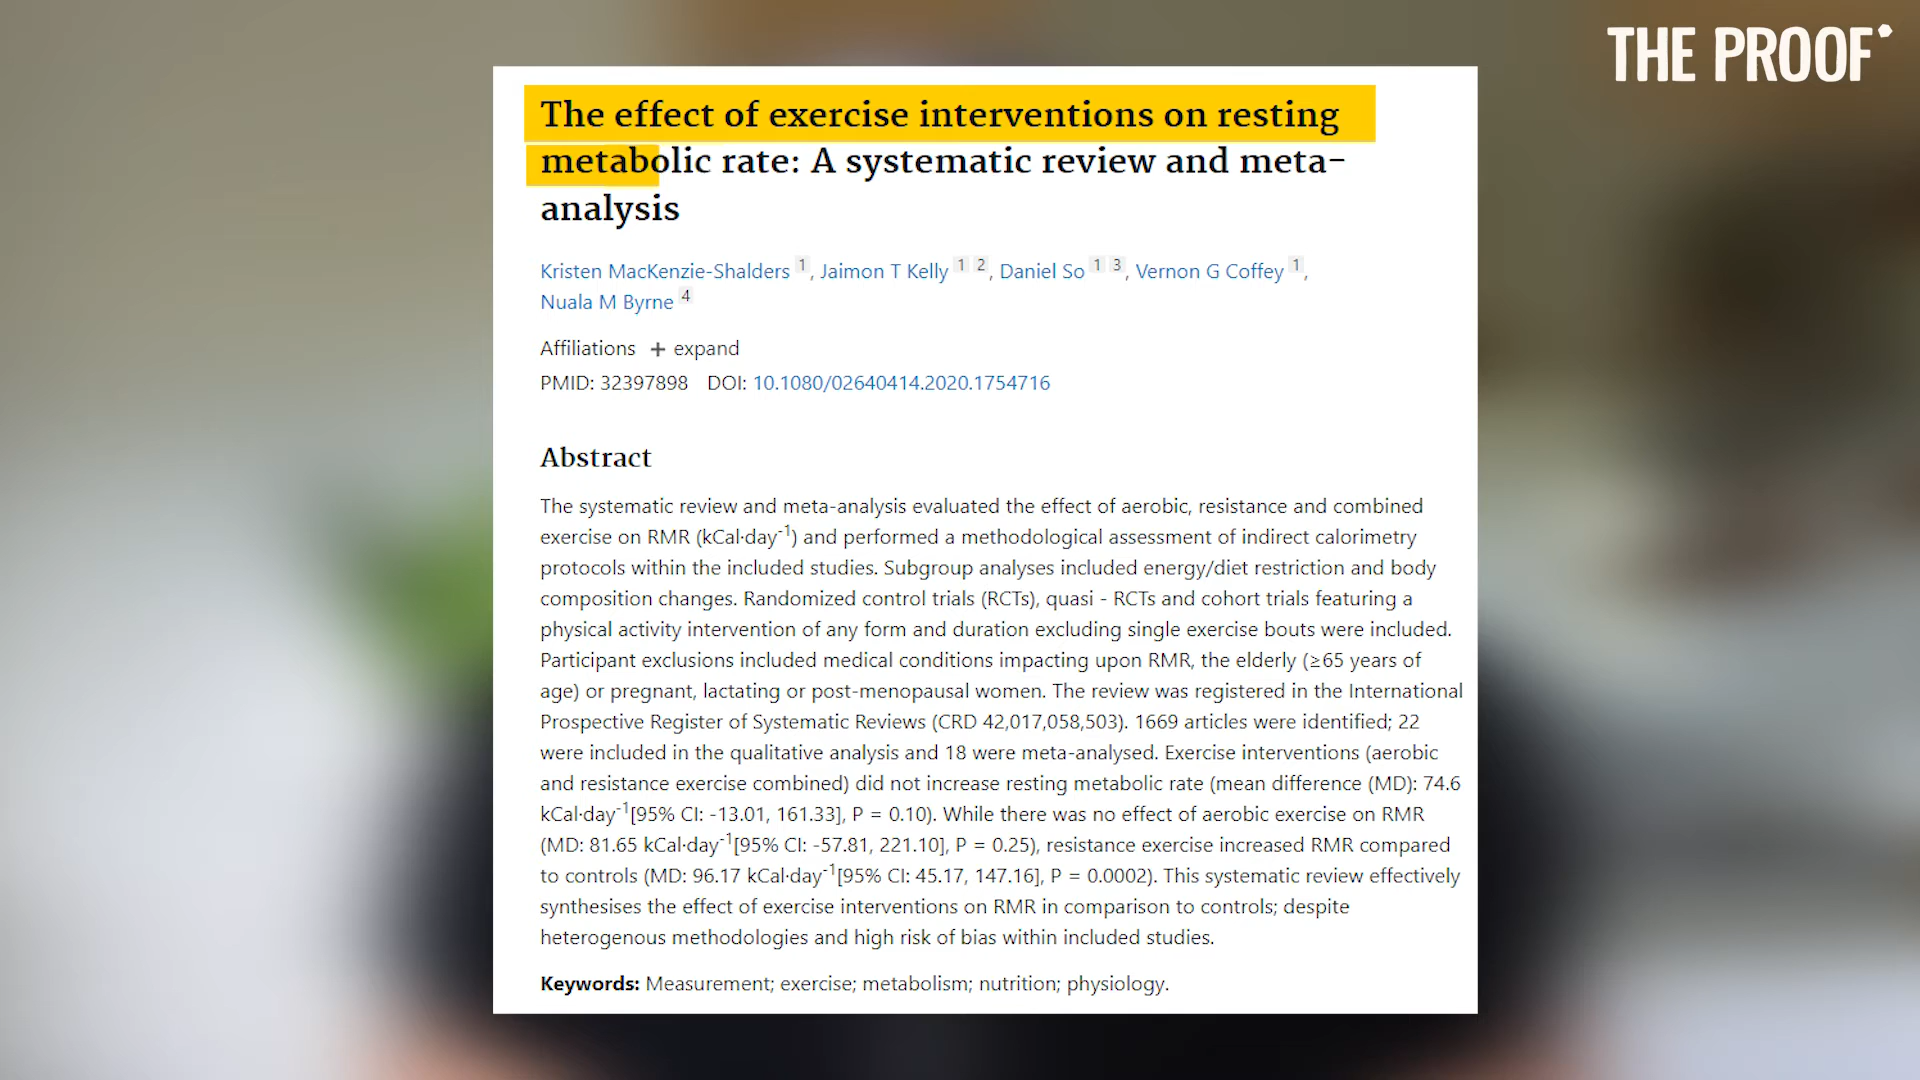 THE PROOF
The effect of exercise interventions on resting
metabolic rate: A systematic review and meta-
analysis
Kristen MacKenzie-Shalders 1, Jaimon T Kelly 1 2, Daniel So 1 3, Vernon G Coffey 1,
Nuala M Byrne 4
Affiliations + expand
PMID: 32397898 DOI: 10.1080/02640414.2020.1754716
Abstract
The systematic review and meta-analysis evaluated the effect of aerobic, resistance and combined
exercise on RMR (kCal·day-1) and performed a methodological assessment of indirect calorimetry
protocols within the included studies. Subgroup analyses included energy/diet restriction and body
composition changes. Randomized control trials (RCTs), quasi - RCTs and cohort trials featuring a
physical activity intervention of any form and duration excluding single exercise bouts were included.
Participant exclusions included medical conditions impacting upon RMR, the elderly (≥65 years of
age) or pregnant, lactating or post-menopausal women. The review was registered in the International
Prospective Register of Systematic Reviews (CRD 42,017,058,503). 1669 articles were identified; 22
were included in the qualitative analysis and 18 were meta-analysed. Exercise interventions (aerobic
and resistance exercise combined) did not increase resting metabolic rate (mean difference (MD): 74.6
kCal·day-1[95% CI: -13.01, 161.33], P = 0.10). While there was no effect of aerobic exercise on RMR
(MD: 81.65 kCal·day-1[95% CI: -57.81, 221.10], P = 0.25), resistance exercise increased RMR compared
to controls (MD: 96.17 kCal·day-1[95% CI: 45.17, 147.16], P = 0.0002). This systematic review effectively
synthesises the effect of exercise interventions on RMR in comparison to controls; despite
heterogenous methodologies and high risk of bias within included studies.
Keywords: Measurement; exercise; metabolism; nutrition; physiology.